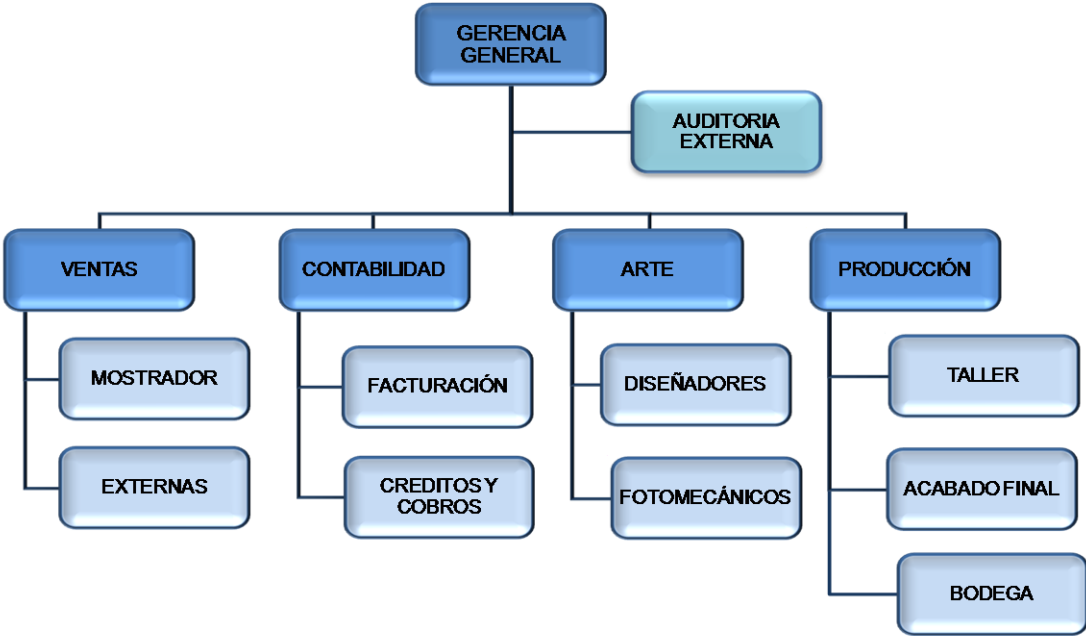 GERENCIA
GENERAL
AUDITORIA
EXTERNA
VENTAS
CONTABILIDAD
ARTE
PRODUCCIÓN
MOSTRADOR
FACTURACIÓN
DISEÑADORES
TALLER
EXTERNAS
CREDITOS Y
COBROS
FOTOMECÁNICOS
ACABADO FINAL
BODEGA